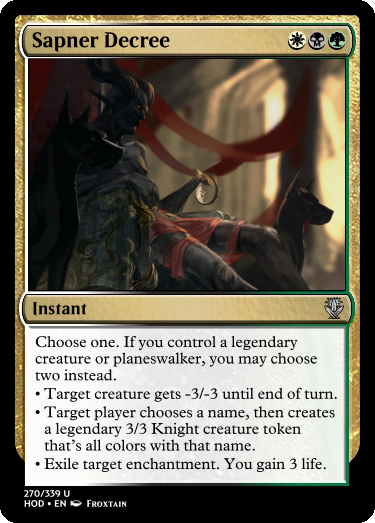 Sapner Decree
Instant
Choose one. If you control a legendary
creature or planeswalker, you may choose
two instead.
• Target creature gets -3/-3 until end of turn.
• Target player chooses a name, then creates
a legendary 3/3 Knight creature token
that's all colors with that name.
• Exile target enchantment. You gain 3 life.
270/339 U
HOD • EN Froxtain